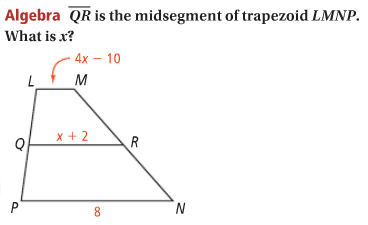 Algebra QR is the midsegment of trapezoid LMNP.
What is x?
4x − 10
L M
x + 2
Q R
P 8 N